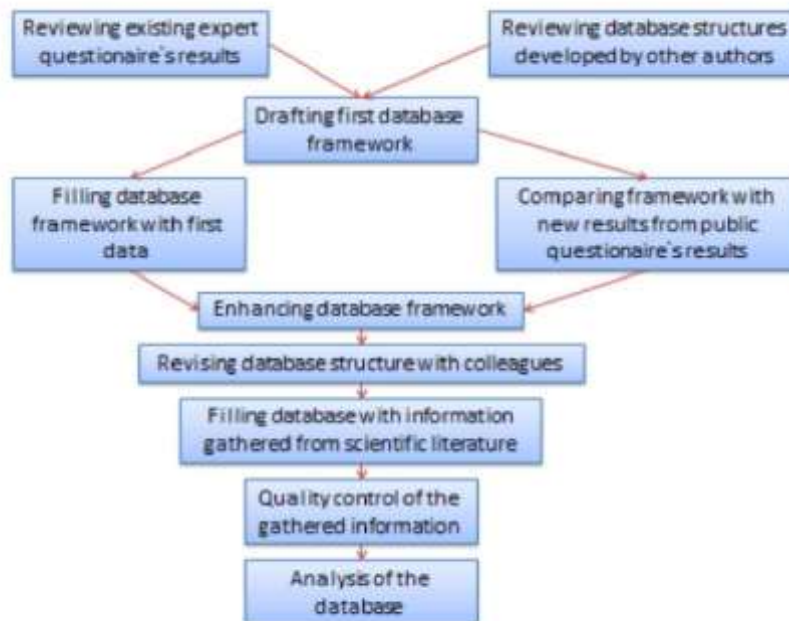 Reviewing existing expert
questionaire`s results
Reviewing database structures
developed by other authors
Drafting first database
framework
Filling database
framework with first
data
Comparing framework with
new results from public
questionaire`s results
Enhancing database framework
Revising database structure with colleagues
Filling database with information
gathered from scientific literature
Quality control of the
gathered information
Analysis of the
database